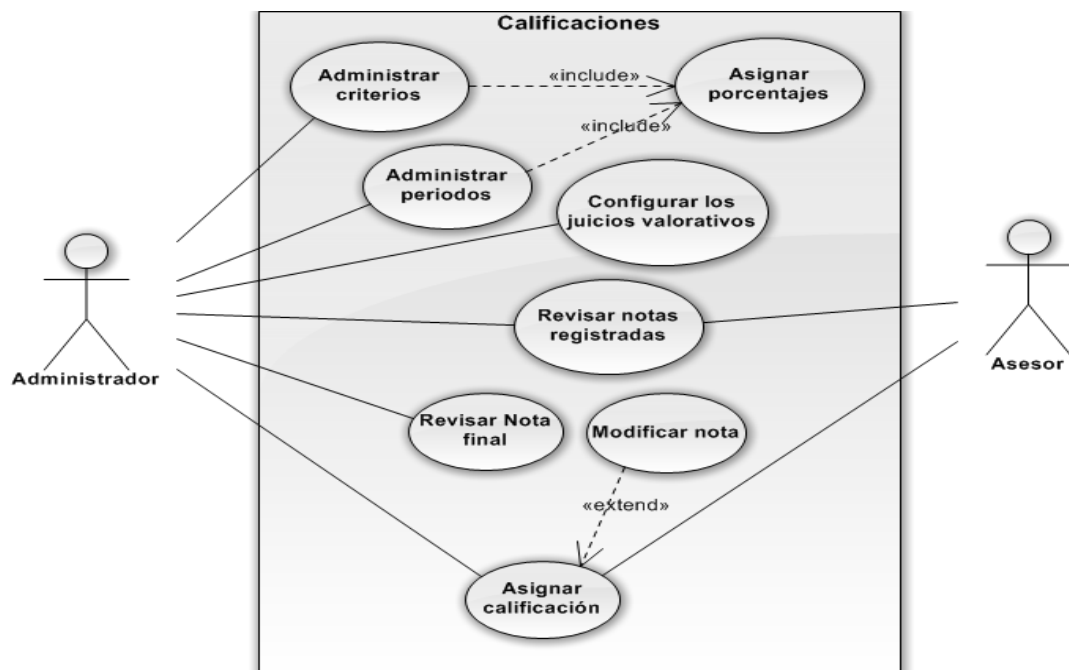 Calificaciones
Administrar
criterios
«include»
Asignar
porcentajes
«include»
Administrar
periodos
Configurar los
juicios valorativos
Revisar notas
registradas
Administrador
Asesor
Revisar Nota
final
Modificar nota
«extend»
Asignar
calificación